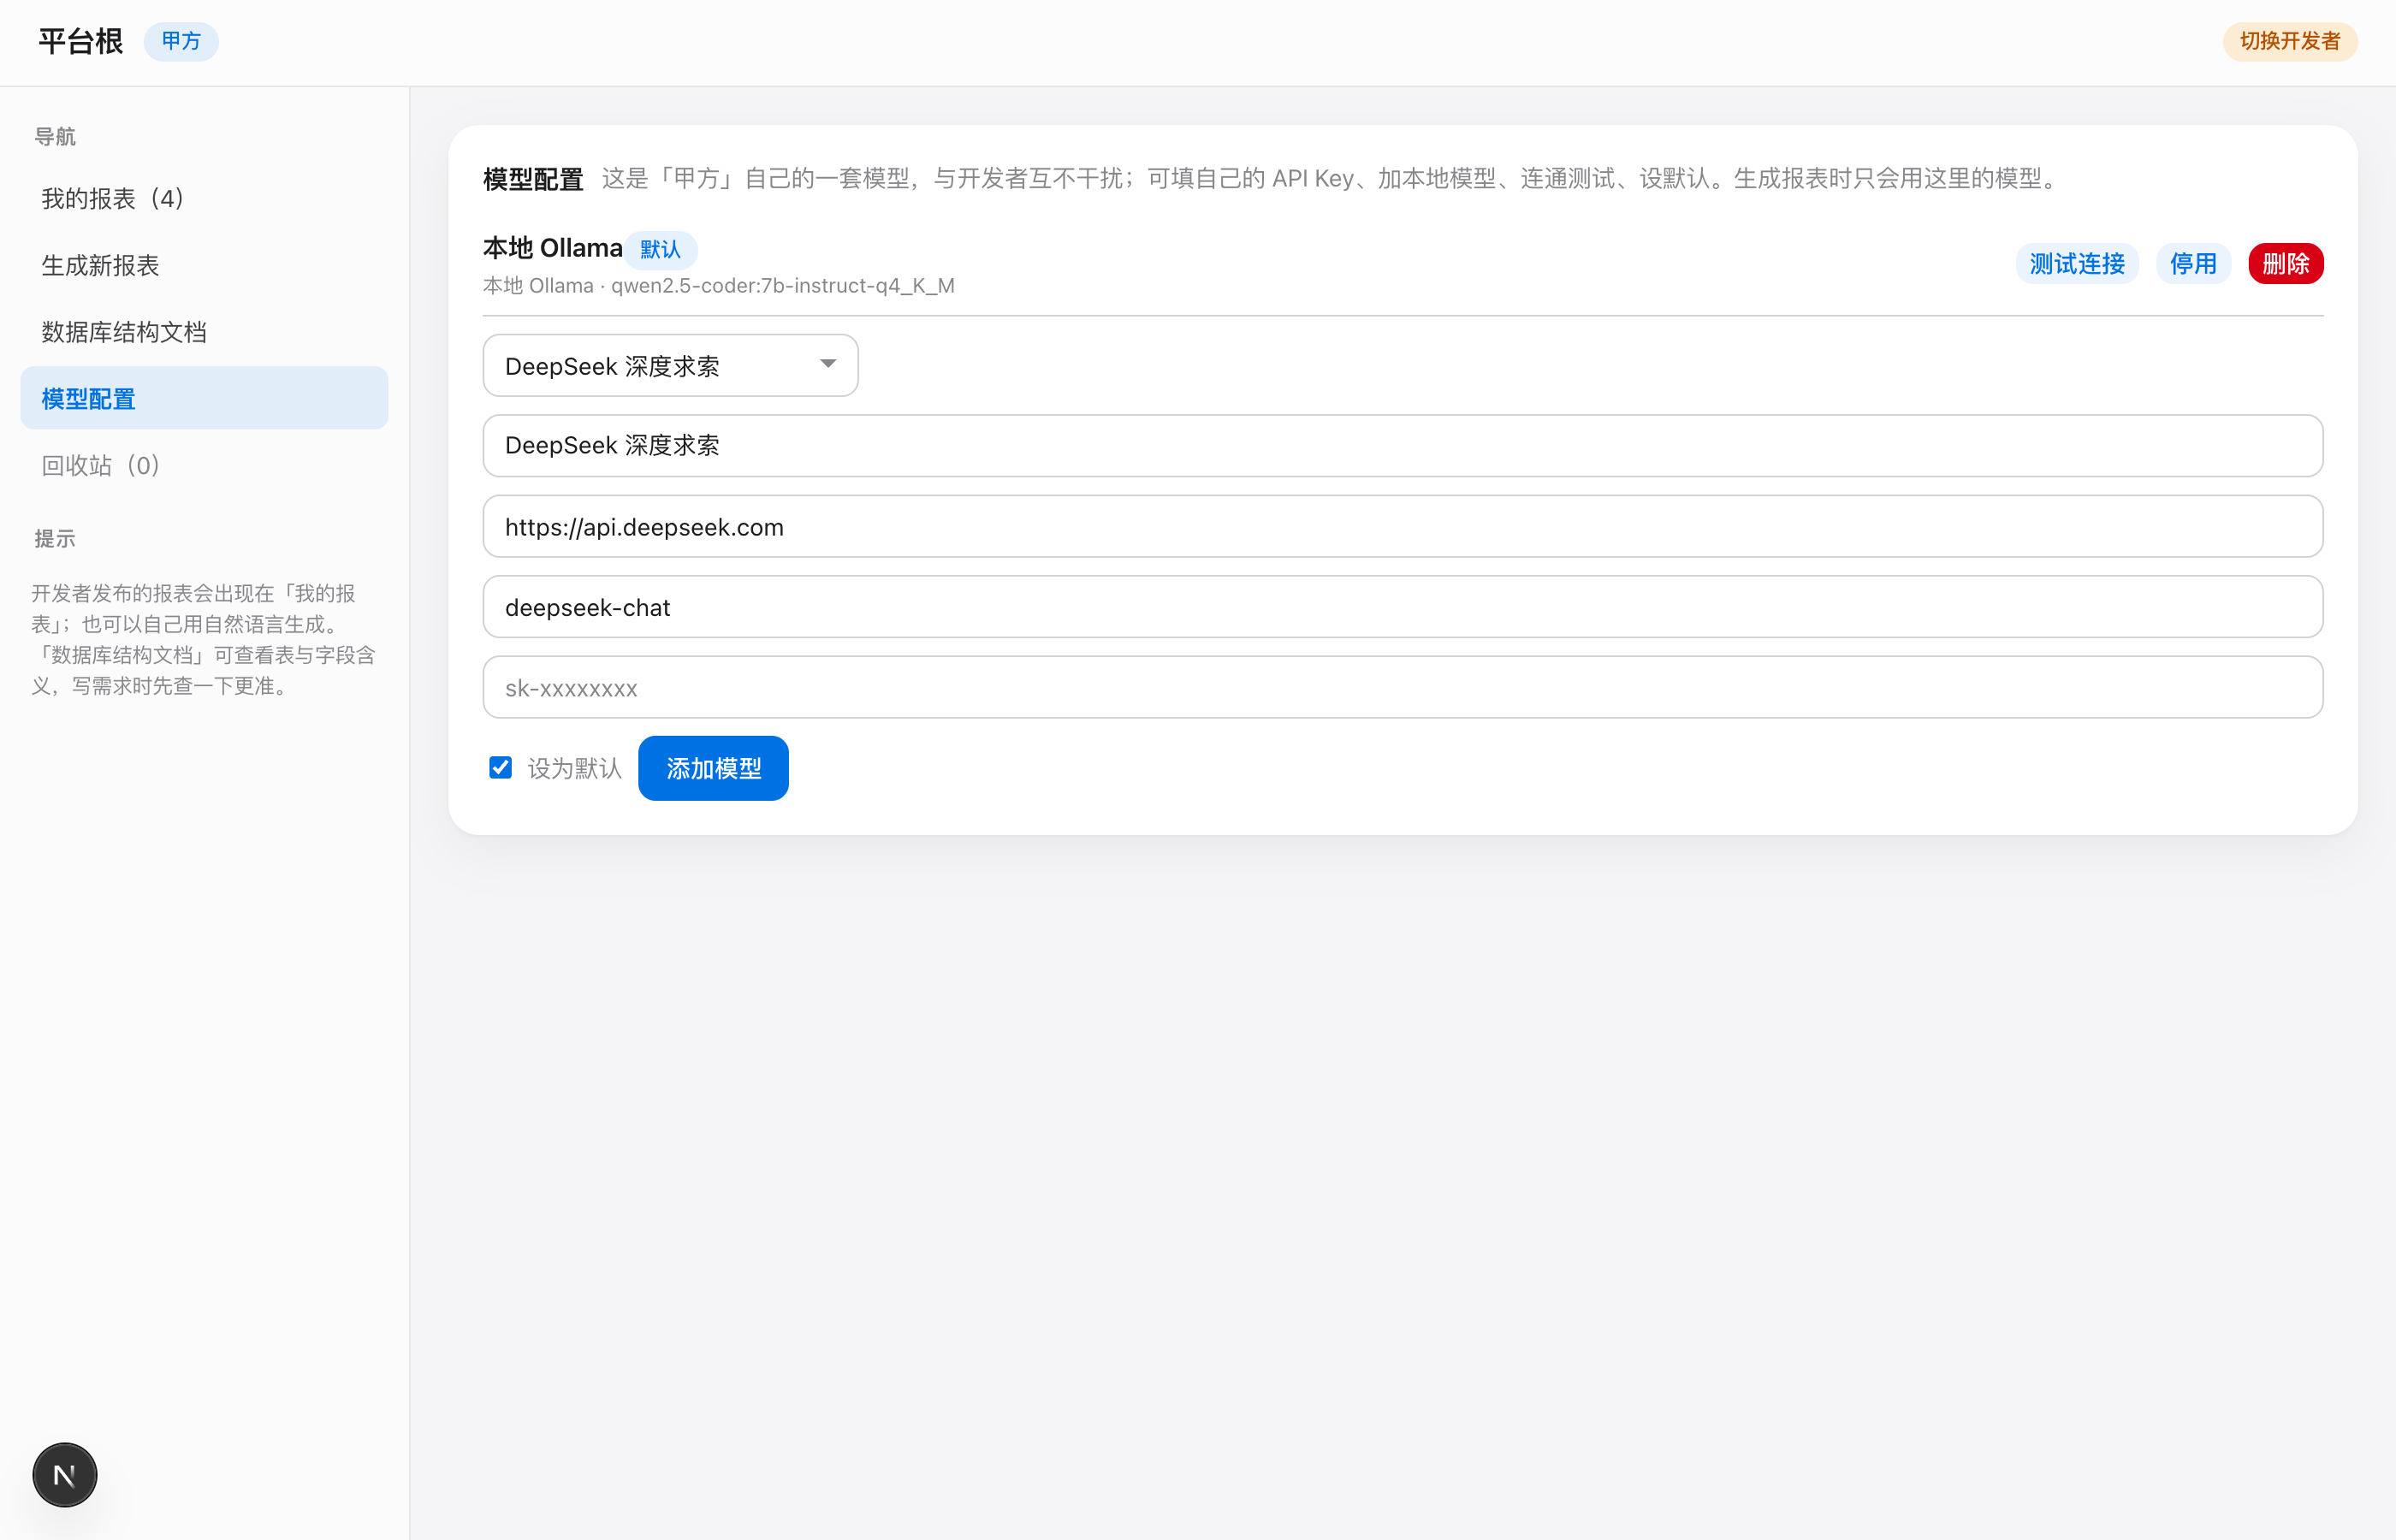 平台根 甲方 切换开发者
导航
我的报表（4）
生成新报表
数据库结构文档
模型配置
回收站（0）
提示
开发者发布的报表会出现在「我的报
表」；也可以自己用自然语言生成。
「数据库结构文档」可查看表与字段含
义，写需求时先查一下更准。
模型配置 这是「甲方」自己的一套模型，与开发者互不干扰；可填自己的 API Key、加本地模型、连通测试、设默认。生成报表时只会用这里的模型。
本地 Ollama 默认
本地 Ollama · qwen2.5-coder:7b-instruct-q4_K_M
测试连接 停用 删除
DeepSeek 深度求索
DeepSeek 深度求索
https://api.deepseek.com
deepseek-chat
sk-xxxxxxxx
设为默认 添加模型
N